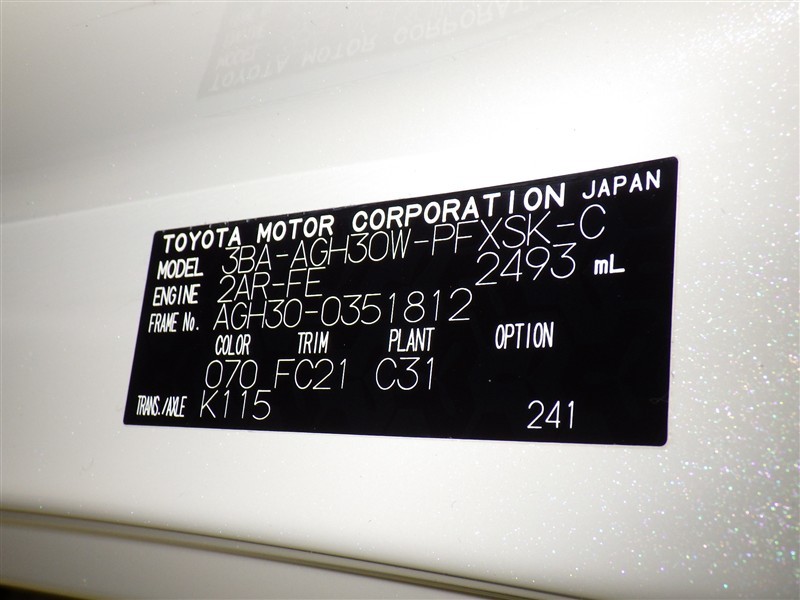 TOYOTA MOTOR CORPORATION JAPAN
MODEL 3BA-AGH30W-PFXSK-C
ENGINE 2AR-FE 2493 mL
FRAME No. AGH30-0351812
COLOR TRIM PLANT OPTION
070 FC21 C31
TRANS./AXLE K115 241